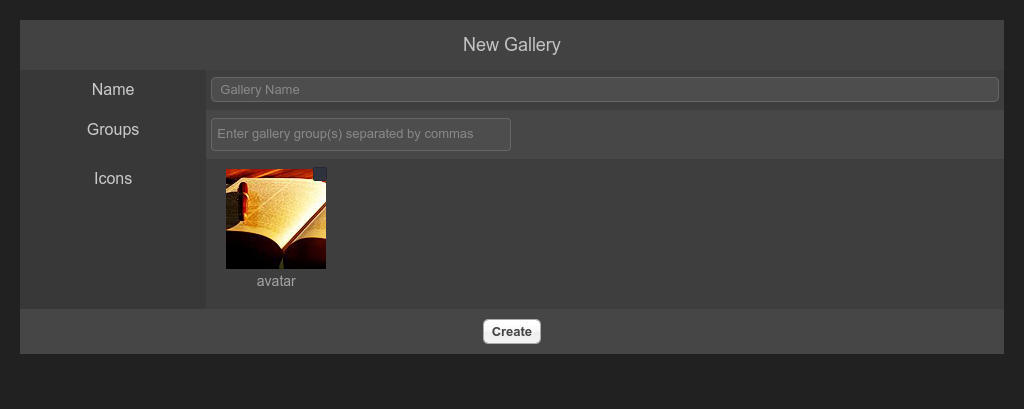 New Gallery
Name
Gallery Name
Groups
Enter gallery group(s) separated by commas
Icons
avatar
Create